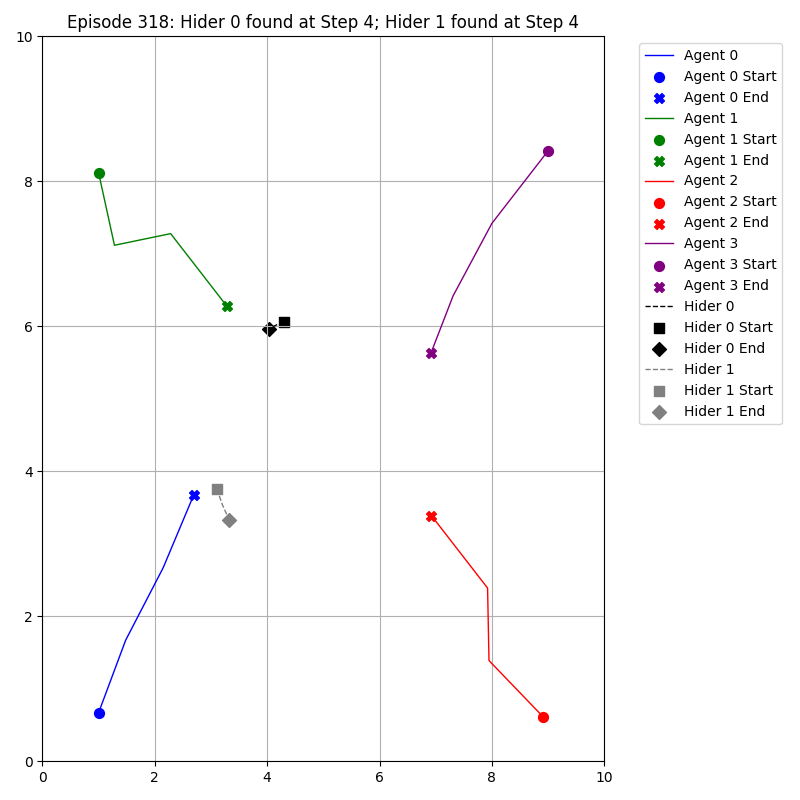 Episode 318: Hider 0 found at Step 4; Hider 1 found at Step 4
10
8
6
4
2
0
0
2
4
6
8
10
Agent 0
Agent 0 Start
Agent 0 End
Agent 1
Agent 1 Start
Agent 1 End
Agent 2
Agent 2 Start
Agent 2 End
Agent 3
Agent 3 Start
Agent 3 End
Hider 0
Hider 0 Start
Hider 0 End
Hider 1
Hider 1 Start
Hider 1 End